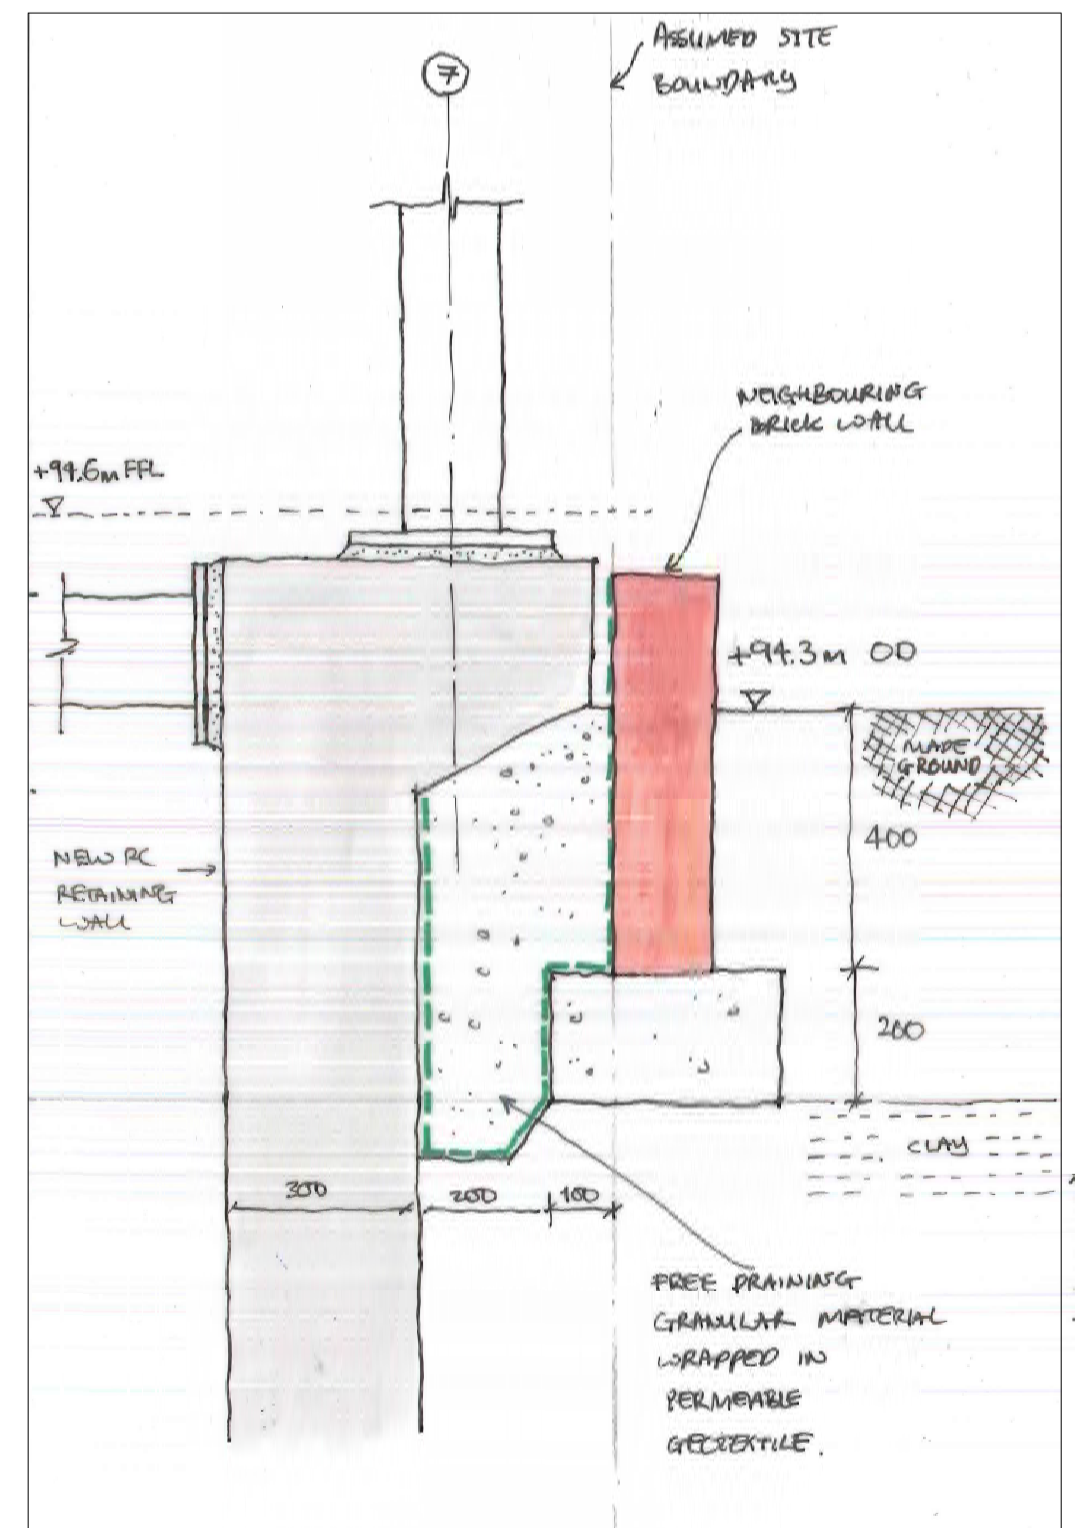 ASSUMED SITE
BOUNDARY
7
NEIGHBOURING
BRICK WALL
+94.6m FFL
+94.3m OD
MADE
GROUND
400
NEW RC
RETAINING
WALL
200
CLAY
300
200
100
FREE DRAINING
GRANULAR MATERIAL
WRAPPED IN
PERMEABLE
GEOTEXTILE.